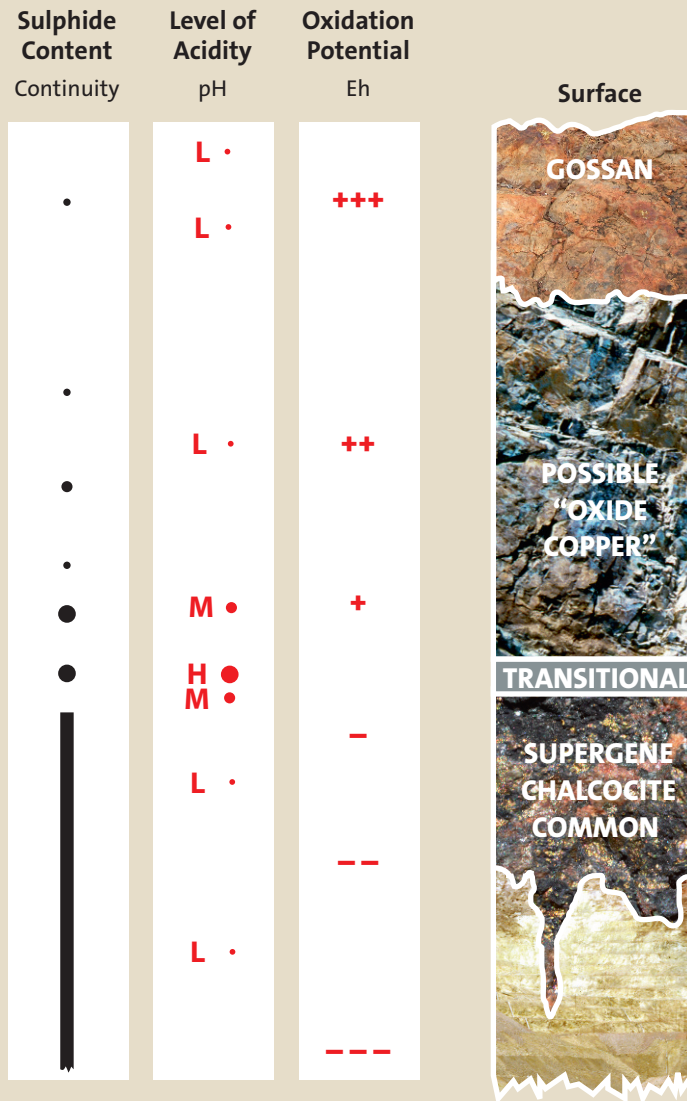 Sulphide
Content
Continuity
Level of
Acidity
pH
Oxidation
Potential
Eh
Surface
L
L
L
M
H
M
L
L
+++
++
+
–
– –
– – –
GOSSAN
POSSIBLE
“OXIDE
COPPER”
TRANSITIONAL
SUPERGENE
CHALCOCITE
COMMON